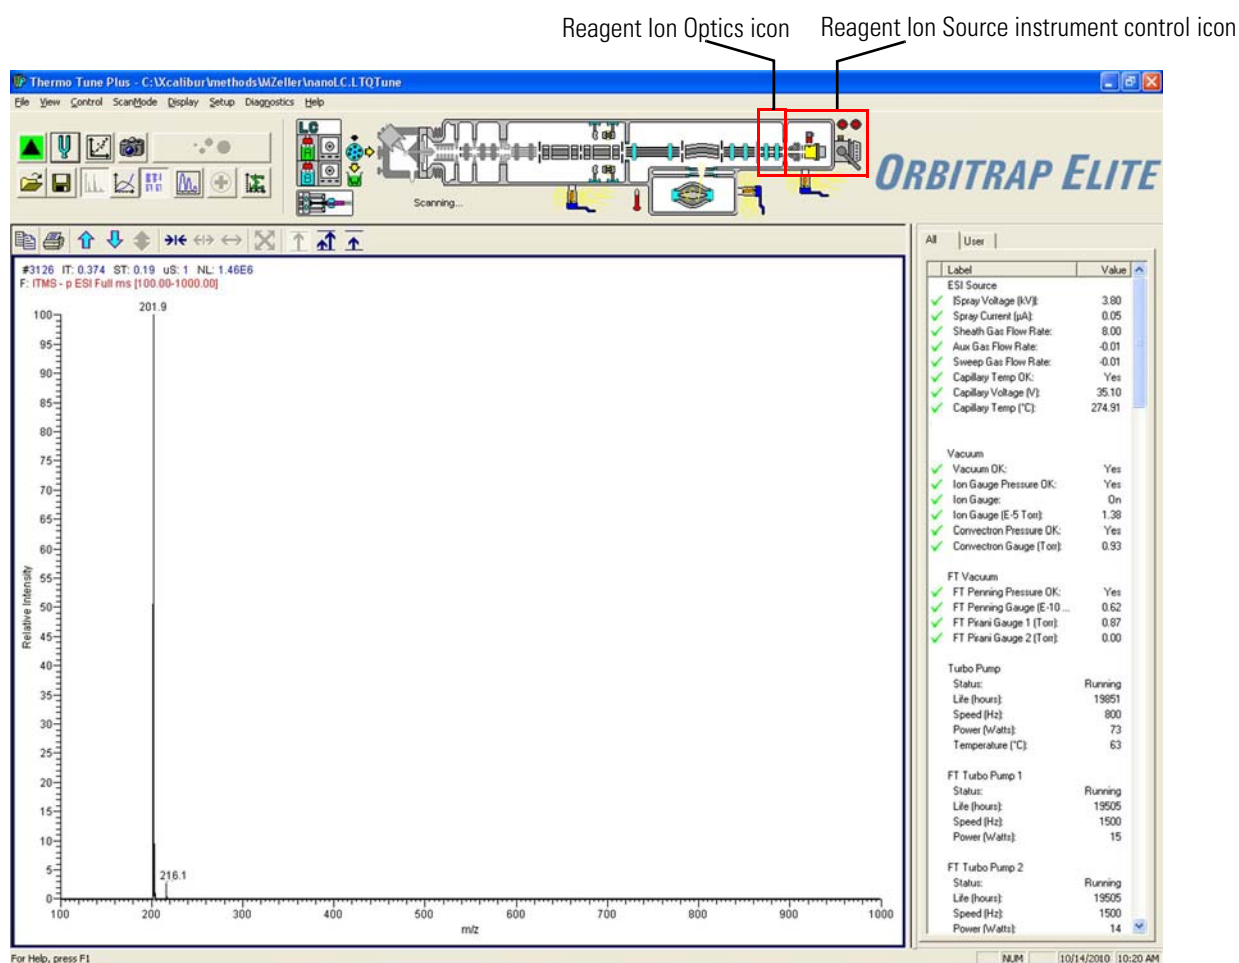 Reagent Ion Optics icon Reagent Ion Source instrument control icon
Thermo Tune Plus - C:\Xcalibur\methods\MZeller\nanoLC.LTQTune
File View Control ScanMode Display Setup Diagnostics Help
LC
A
B
Scanning...
ORBITRAP ELITE
#3126 IT: 0.374 ST: 0.19 uS: 1 NL: 1.46E6
F: ITMS - p ESI Full ms [100.00-1000.00]
201.9
216.1
100
95
90
85
80
75
70
65
60
55
50
45
40
35
30
25
20
15
10
5
0
Relative Intensity
100 200 300 400 500 600 700 800 900 1000
m/z
All User
Label Value
ESI Source
|Spray Voltage (kV)|: 3.80
Spray Current (µA): 0.05
Sheath Gas Flow Rate: 8.00
Aux Gas Flow Rate: -0.01
Sweep Gas Flow Rate: -0.01
Capillary Temp OK: Yes
Capillary Voltage (V): 35.10
Capillary Temp (°C): 274.91
Vacuum
Vacuum OK: Yes
Ion Gauge Pressure OK: Yes
Ion Gauge: On
Ion Gauge (E-5 Torr): 1.38
Convectron Pressure OK: Yes
Convectron Gauge (Torr): 0.93
FT Vacuum
FT Penning Pressure OK: Yes
FT Penning Gauge (E-10 ... 0.62
FT Pirani Gauge 1 (Torr): 0.87
FT Pirani Gauge 2 (Torr): 0.00
Turbo Pump
Status: Running
Life (hours): 19851
Speed (Hz): 800
Power (Watts): 73
Temperature (°C): 63
FT Turbo Pump 1
Status: Running
Life (hours): 19505
Speed (Hz): 1500
Power (Watts): 15
FT Turbo Pump 2
Status: Running
Life (hours): 19505
Speed (Hz): 1500
Power (Watts): 14
For Help, press F1
NUM 10/14/2010 10:20 AM